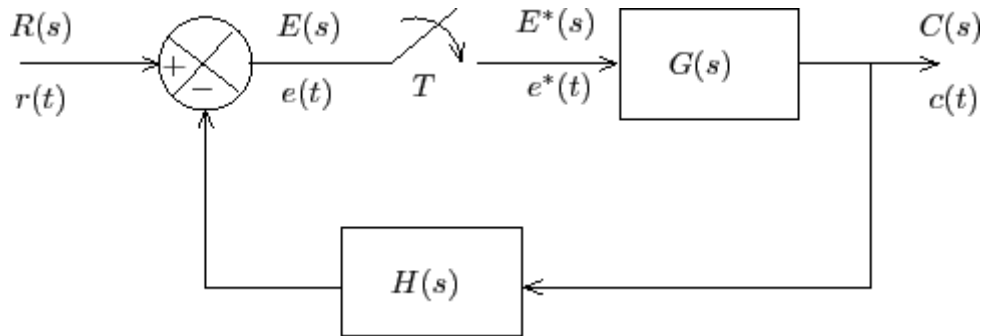 R(s)
r(t)
+
−
E(s)
e(t)
T
E*(s)
e*(t)
G(s)
C(s)
c(t)
H(s)